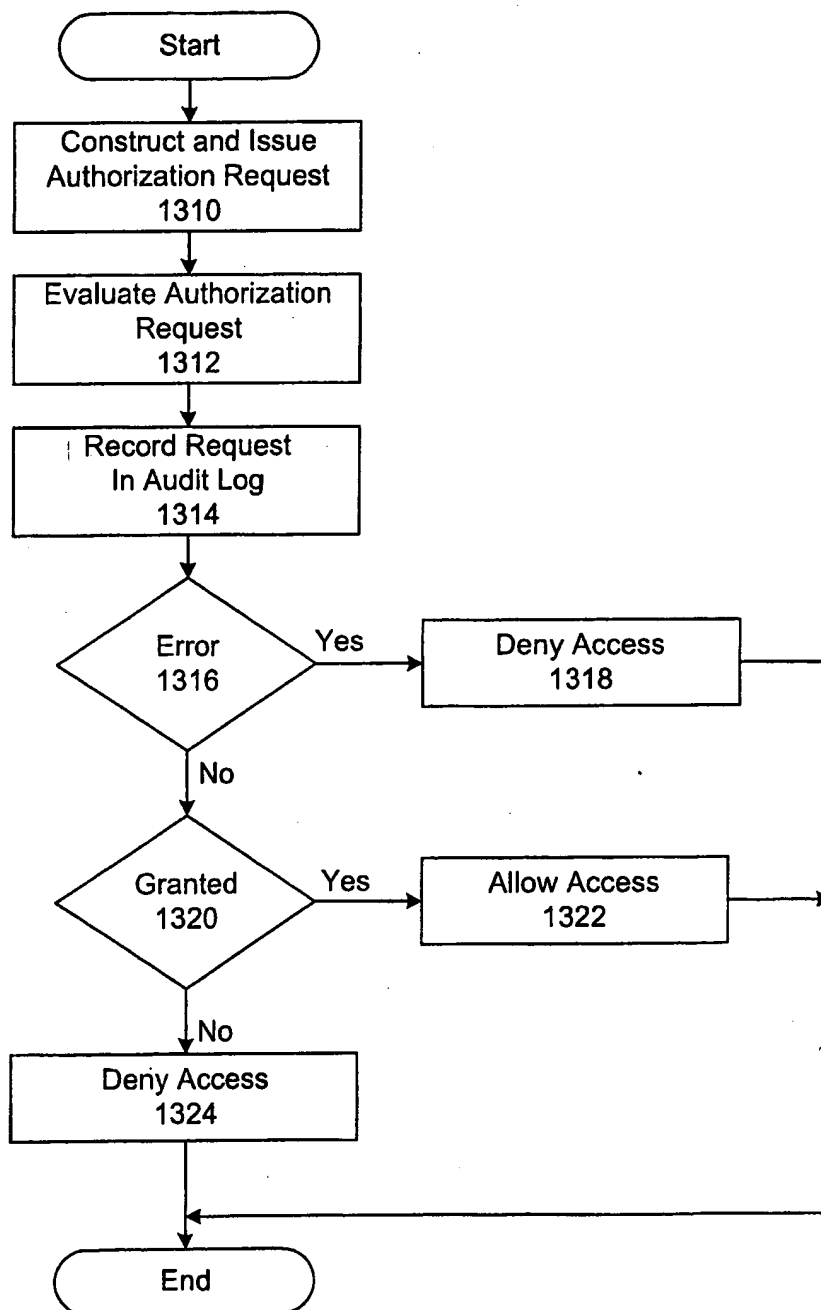 Start
Construct and Issue
Authorization Request
1310
Evaluate Authorization
Request
1312
Record Request
In Audit Log
1314
Error
1316
Yes
Deny Access
1318
No
Granted
1320
Yes
Allow Access
1322
No
Deny Access
1324
End